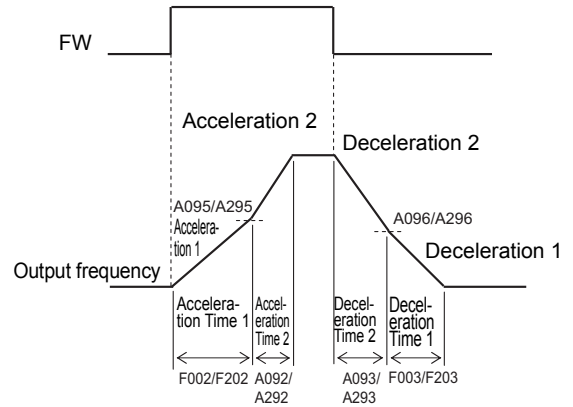 FW
Acceleration 2
Deceleration 2
A095/A295
A096/A296
Accelera-
tion 1
Deceleration 1
Output frequency
Accelera-
tion Time 1
Accel-
eration
Time 2
Decel-
eration
Time 2
Decel-
eration
Time 1
F002/F202
A092/
A292
A093/
A293
F003/F203